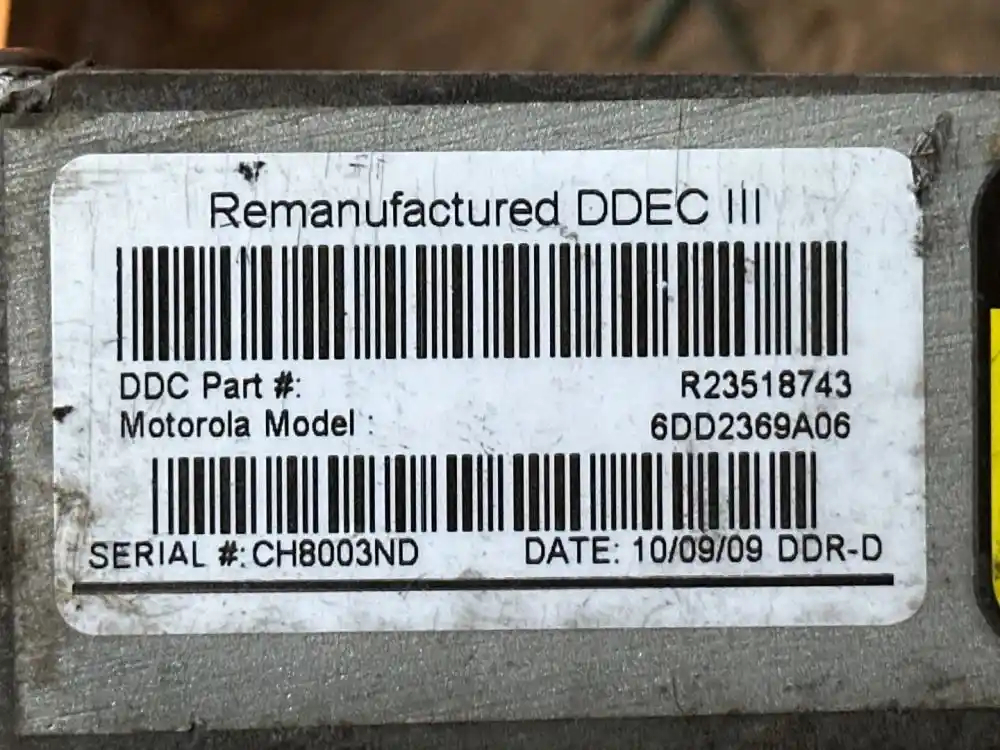 Remanufactured DDEC III
DDC Part #: R23518743
Motorola Model : 6DD2369A06
SERIAL #: CH8003ND DATE: 10/09/09 DDR-D